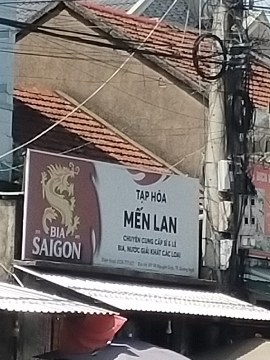 BIA
SAIGON
TẠP HÓA
MẾN LAN
CHUYÊN CUNG CẤP SỈ & LẺ
BIA, NƯỚC GIẢI KHÁT CÁC LOẠI